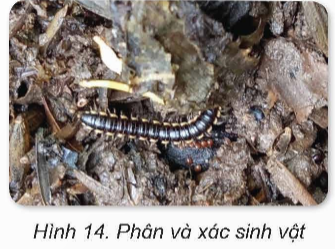 Hình 14. Phân và xác sinh vật